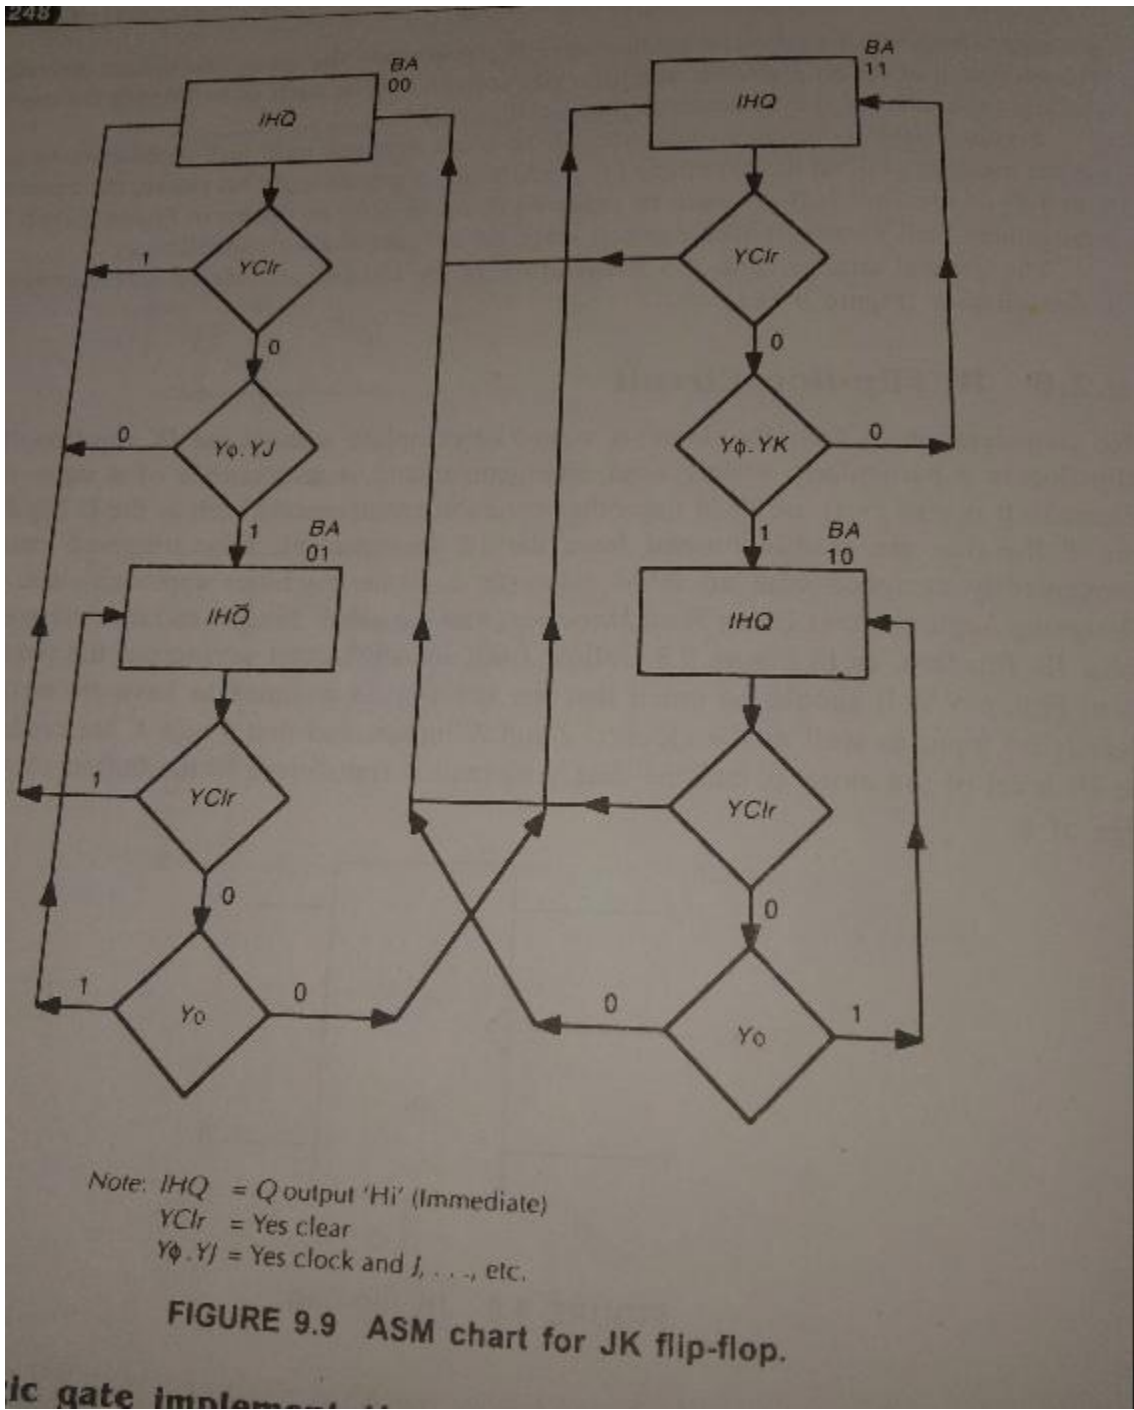 248
BA
00
IHQ̄
YClr
1
0
Yϕ.YJ
0
1
BA
01
IHQ̄
YClr
1
0
Yϕ
1
0
BA
11
IHQ
YClr
0
Yϕ.YK
0
1
BA
10
IHQ
YClr
0
Yϕ
0
1
Note: IHQ = Q output 'Hi' (Immediate)
YClr = Yes clear
Yϕ.YJ = Yes clock and J, . . ., etc.
FIGURE 9.9 ASM chart for JK flip-flop.
gate